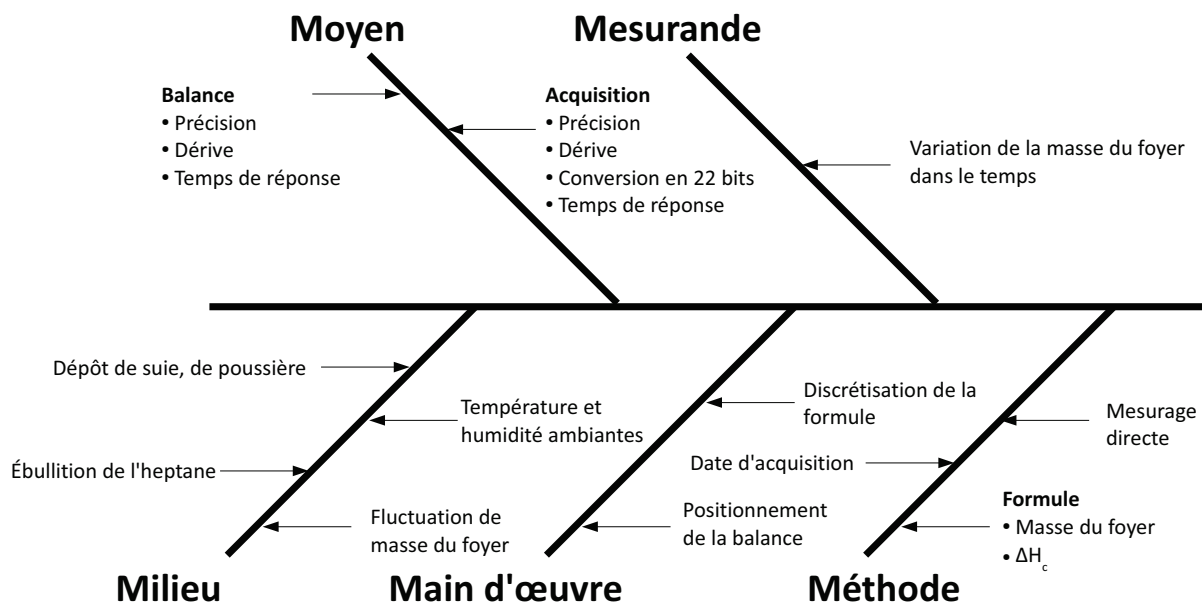 Moyen
Mesurande
Balance
• Précision
• Dérive
• Temps de réponse
Acquisition
• Précision
• Dérive
• Conversion en 22 bits
• Temps de réponse
Variation de la masse du foyer
dans le temps
Dépôt de suie, de poussière
Température et
humidité ambiantes
Ébullition de l'heptane
Fluctuation de
masse du foyer
Milieu
Discrétisation de la
formule
Positionnement
de la balance
Main d'œuvre
Mesurage
directe
Date d'acquisition
Formule
• Masse du foyer
• ΔHc
Méthode